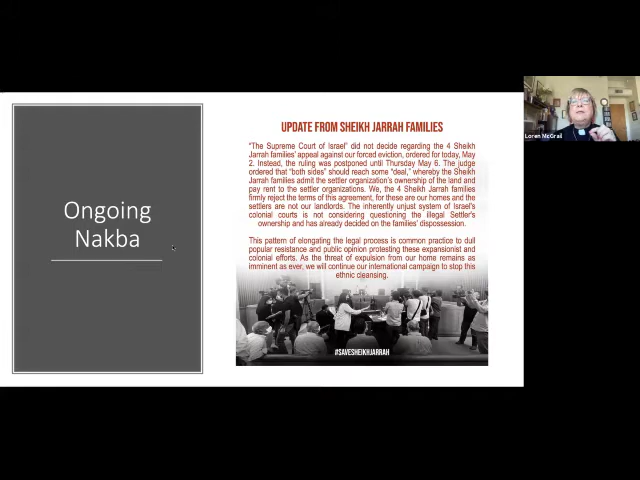 Ongoing
Nakba
UPDATE FROM SHEIKH JARRAH FAMILIES
"The Supreme Court of Israel" did not decide regarding the 4 Sheikh
Jarrah families' appeal against our forced eviction, ordered for today, May
2. Instead, the ruling was postponed until Thursday May 6. The judge
ordered that "both sides" should reach some "deal," whereby the Sheikh
Jarrah families admit the settler organization's ownership of the land and
pay rent to the settler organizations. We, the 4 Sheikh Jarrah families
firmly reject the terms of this agreement, for these are our homes and the
settlers are not our landlords. The inherently unjust system of Israel's
colonial courts is not considering questioning the illegal Settler's
ownership and has already decided on the families' dispossession.
This pattern of elongating the legal process is common practice to dull
popular resistance and public opinion protesting these expansionist and
colonial efforts. As the threat of expulsion from our home remains as
imminent as ever, we will continue our international campaign to stop this
ethnic cleansing.
#SAVESHEIKHJARRAH
Loren McGrail